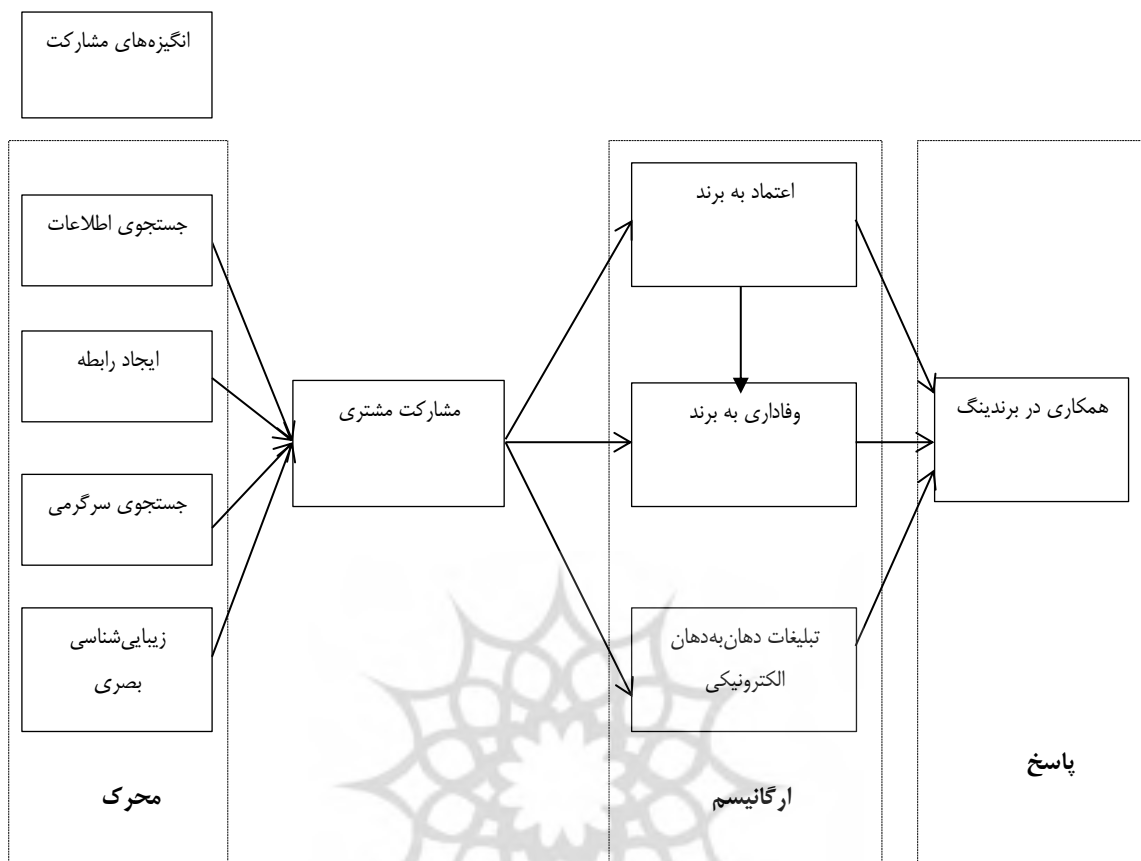 انگیزه‌های مشارکت
جستجوی اطلاعات
ایجاد رابطه
جستجوی سرگرمی
زیبایی‌شناسی
بصری
محرک
مشارکت مشتری
اعتماد به برند
وفاداری به برند
تبلیغات دهان‌به‌دهان
الکترونیکی
ارگانیسم
همکاری در برندینگ
پاسخ